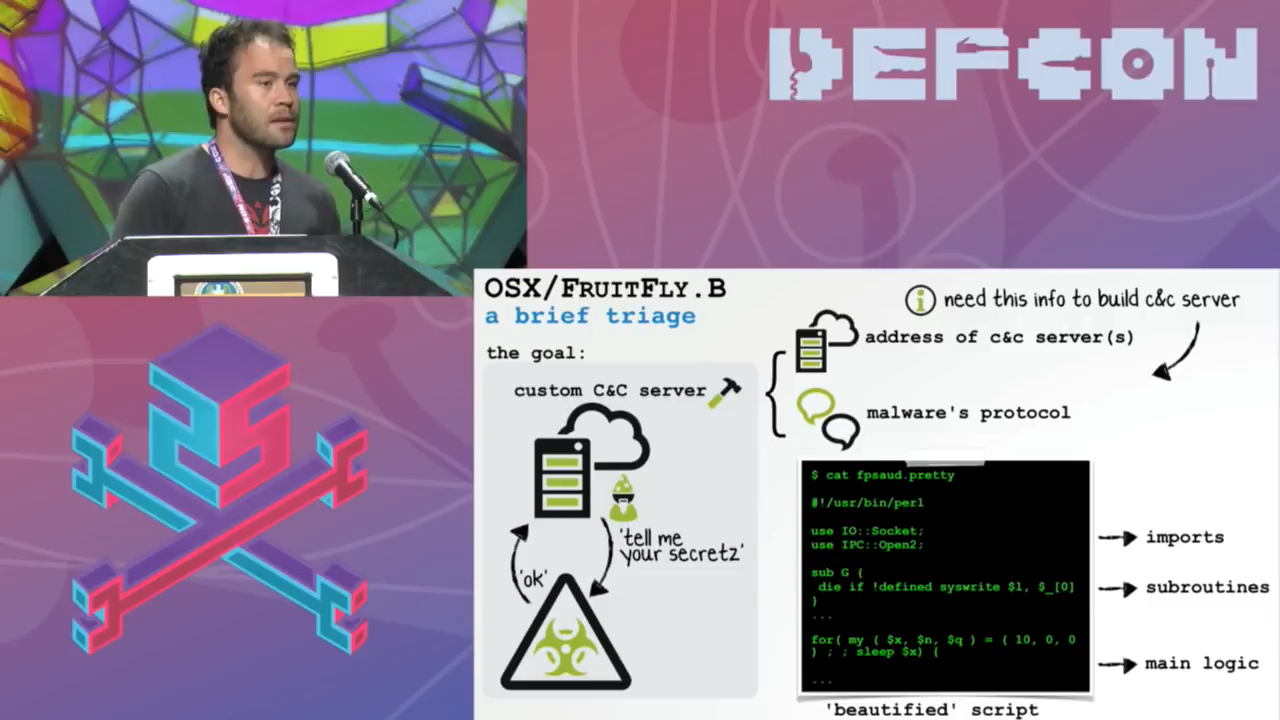 DEFCON
OSX/FRUITFLY.B
a brief triage
the goal:
custom C&C server
'tell me
your secretz'
'ok'
need this info to build c&c server
address of c&c server(s)
malware's protocol
$ cat fpsaud.pretty
#!/usr/bin/perl
use IO::Socket;
use IPC::Open2;
sub G {
die if !defined syswrite $l, $_[0]
}
...
for( my ( $x, $n, $q ) = ( 10, 0, 0
) ; ; sleep $x) {
...
imports
subroutines
main logic
'beautified' script